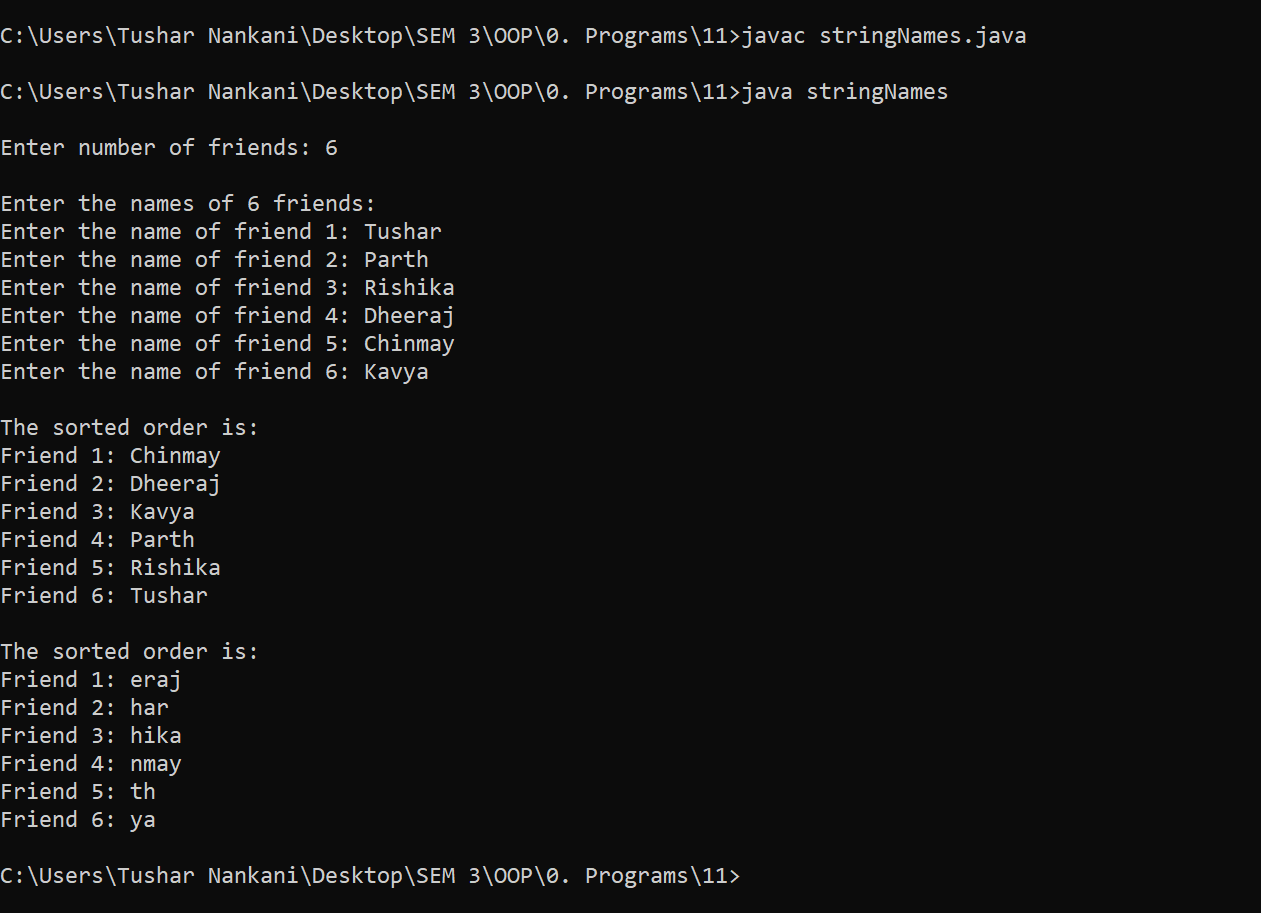 C:\Users\Tushar Nankani\Desktop\SEM 3\OOP\0. Programs\11>javac stringNames.java
C:\Users\Tushar Nankani\Desktop\SEM 3\OOP\0. Programs\11>java stringNames
Enter number of friends: 6
Enter the names of 6 friends:
Enter the name of friend 1: Tushar
Enter the name of friend 2: Parth
Enter the name of friend 3: Rishika
Enter the name of friend 4: Dheeraj
Enter the name of friend 5: Chinmay
Enter the name of friend 6: Kavya
The sorted order is:
Friend 1: Chinmay
Friend 2: Dheeraj
Friend 3: Kavya
Friend 4: Parth
Friend 5: Rishika
Friend 6: Tushar
The sorted order is:
Friend 1: eraj
Friend 2: har
Friend 3: hika
Friend 4: nmay
Friend 5: th
Friend 6: ya
C:\Users\Tushar Nankani\Desktop\SEM 3\OOP\0. Programs\11>